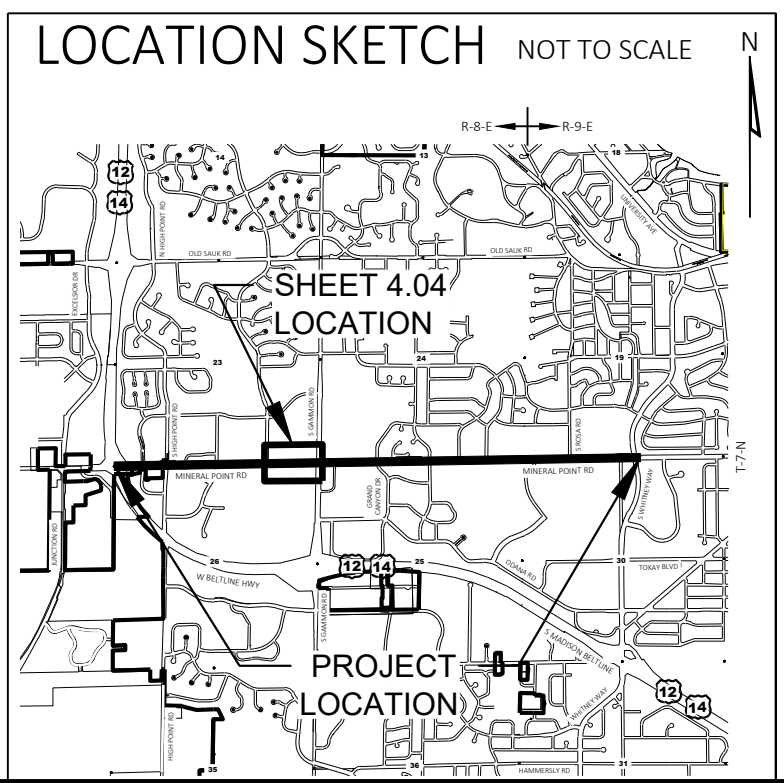 LOCATION SKETCH NOT TO SCALE
N
R-8-E R-9-E
14
13
18
12
14
N HIGH POINT RD
UNIVERSITY AVE
OLD SAUK RD
OLD SAUK RD
EXCELSIOR DR
SHEET 4.04
LOCATION
23
24
19
S HIGH POINT RD
S GAMMON RD
S ROSA RD
MINERAL POINT RD
MINERAL POINT RD
T-7-N
GRAND
CANYON DR
S WHITNEY WAY
JUNCTION RD
26
12
14
25
30
W BELTLINE HWY
ODANA RD
TOKAY BLVD
S GAMMON RD
S MADISON BELTLINE
PROJECT
LOCATION
12
14
WHITNEY WAY
HIGH POINT RD
35
36
HAMMERSLY RD
31